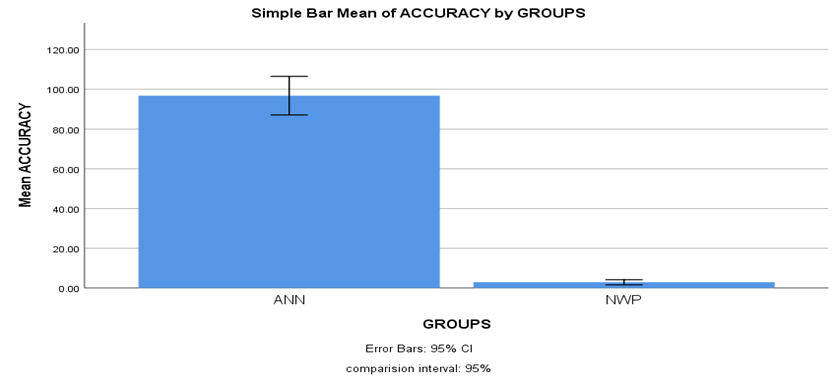 Simple Bar Mean of ACCURACY by GROUPS
Mean ACCURACY
120.00
100.00
80.00
60.00
40.00
20.00
0.00
ANN
NWP
GROUPS
Error Bars: 95% CI
comparision interval: 95%